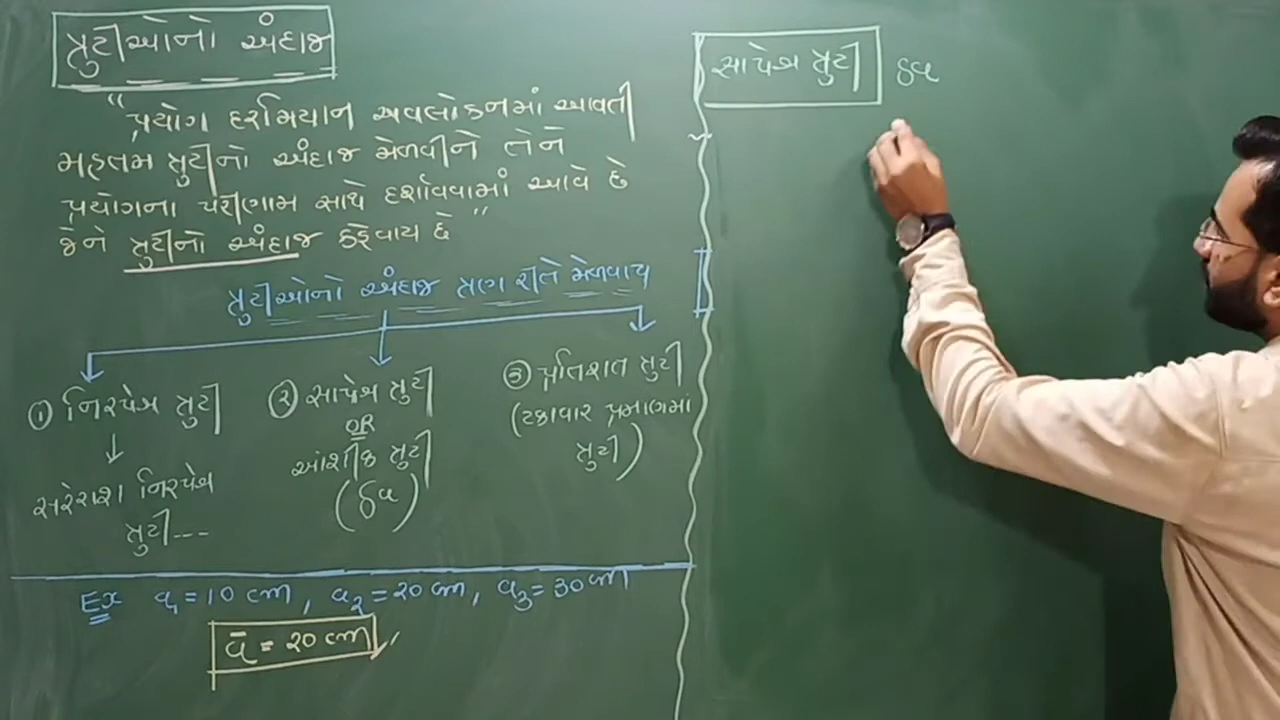 ત્રુટીઓનો અંદાજ
"પ્રયોગ દરમિયાન અવલોકનમાં આવતી
મહત્તમ ત્રુટીનો અંદાજ મેળવીને તેને
પ્રયોગના પરીણામ સાથે દર્શાવવામાં આવે છે
જેને ત્રુટીનો અંદાજ કહેવાય છે"
ત્રુટીઓનો અંદાજ ત્રણ રીતે મેળવાય
① નિરપેક્ષ ત્રુટી
↓
સરેરાશ નિરપેક્ષ
ત્રુટી---
② સાપેક્ષ ત્રુટી
OR
આંશીક ત્રુટી
(δa)
③ પ્રતિશત ત્રુટી
(ટકાવાર પ્રમાણમાં
ત્રુટી)
Ex a₁ = 10 cm, a₂ = 20 cm, a₃ = 30 cm
ā = 20 cm
સાપેક્ષ ત્રુટી δa